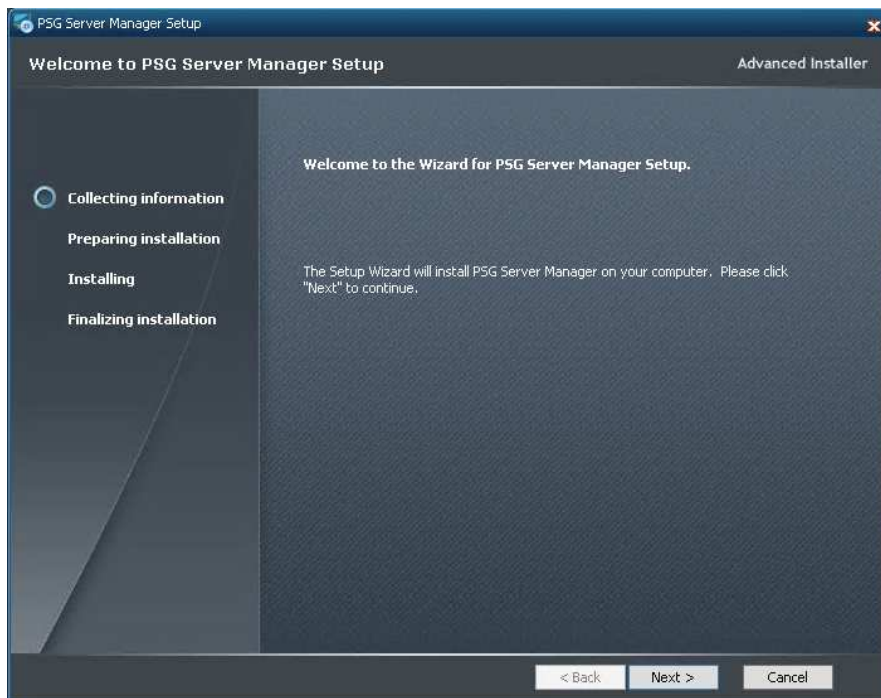 PSG Server Manager Setup
Welcome to PSG Server Manager Setup
Advanced Installer
Welcome to the Wizard for PSG Server Manager Setup.
Collecting information
Preparing installation
Installing
Finalizing installation
The Setup Wizard will install PSG Server Manager on your computer. Please click
"Next" to continue.
< Back
Next >
Cancel